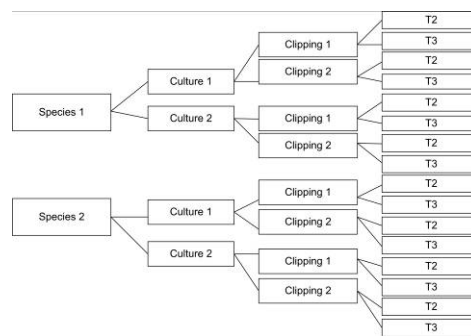 T2
Clipping 1
T3
T2
Clipping 2
Culture 1
T3
T2
Species 1
Culture 2
Clipping 1
T3
Clipping 2
T2
T3
T2
Clipping 1
T3
Species 2
Culture 1
Clipping 2
T2
T3
Culture 2
Clipping 1
T2
T3
Clipping 2
T2
T3